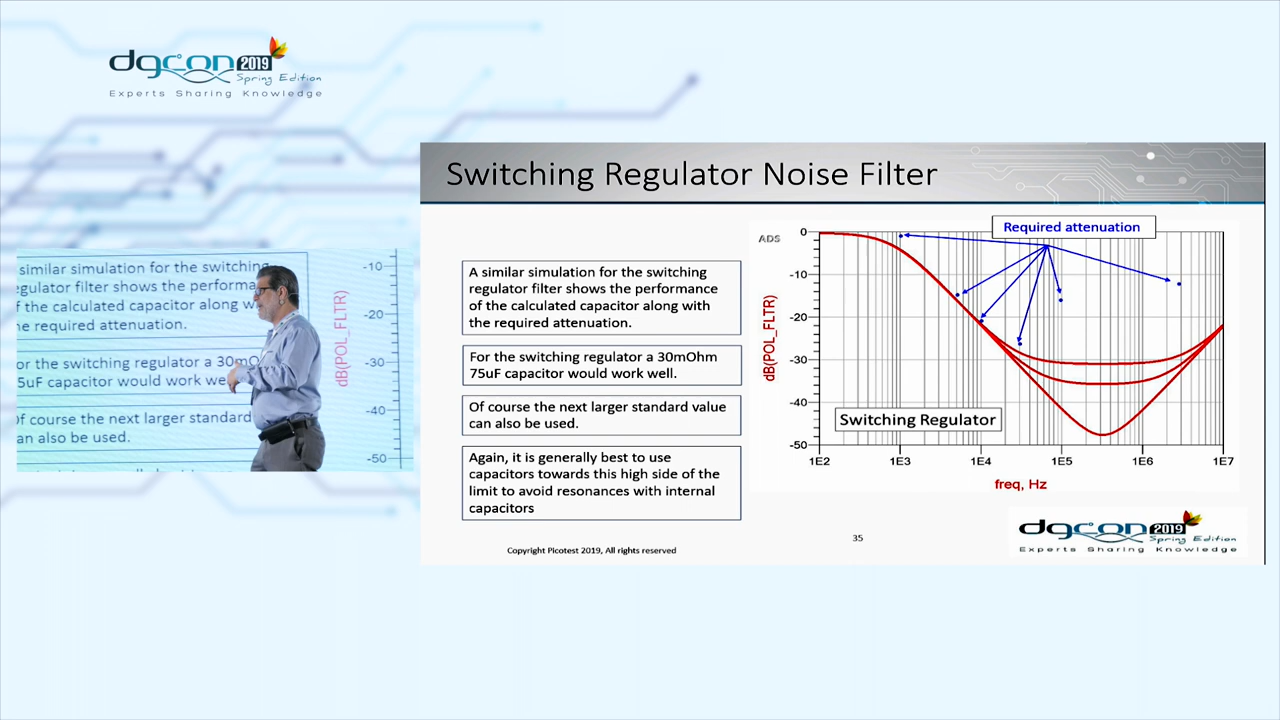 dgcon 2019
Spring Edition
Experts Sharing Knowledge
similar simulation for the switching
egulator filter shows the performa
f the calculated capacitor along w
e required attenuation.
or the switching regulator a 30mO
5uF capacitor would work we
Of course the next larger standard
an also be used.
-10
-20
-30
-40
-50
dB(POL_FLTR)
Switching Regulator Noise Filter
A similar simulation for the switching
regulator filter shows the performance
of the calculated capacitor along with
the required attenuation.
For the switching regulator a 30mOhm
75uF capacitor would work well.
Of course the next larger standard value
can also be used.
Again, it is generally best to use
capacitors towards this high side of the
limit to avoid resonances with internal
capacitors
ADS
Required attenuation
0
-10
-20
-30
-40
-50
dB(POL_FLTR)
Switching Regulator
1E2 1E3 1E4 1E5 1E6 1E7
freq, Hz
Copyright Picotest 2019, All rights reserved
35
dgcon 2019
Spring Edition
Experts Sharing Knowledge